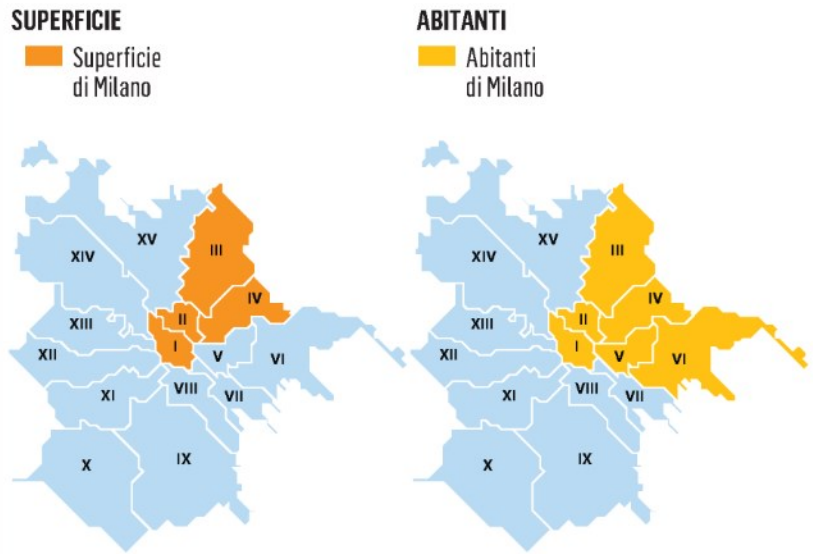 SUPERFICIE
Superficie
di Milano
ABITANTI
Abitanti
di Milano
XV
III
XIV
IV
II
XIII
I
V
VI
XII
VIII
XI
VII
IX
X
XV
III
XIV
IV
II
XIII
I
V
VI
XII
VIII
XI
VII
IX
X